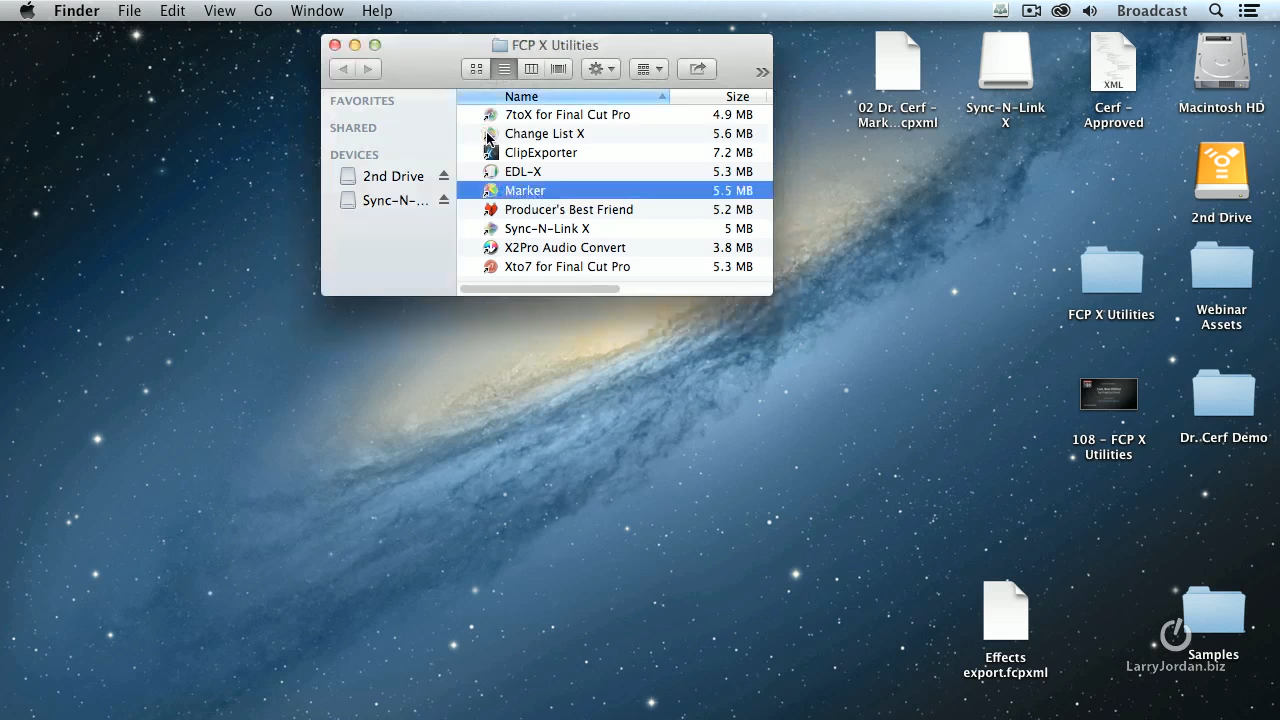 Finder File Edit View Go Window Help Broadcast
FCP X Utilities
FAVORITES
SHARED
DEVICES
2nd Drive
Sync-N-...
Name Size
7toX for Final Cut Pro 4.9 MB
Change List X 5.6 MB
ClipExporter 7.2 MB
EDL-X 5.3 MB
Marker 5.5 MB
Producer's Best Friend 5.2 MB
Sync-N-Link X 5 MB
X2Pro Audio Convert 3.8 MB
Xto7 for Final Cut Pro 5.3 MB
02 Dr. Cerf -
Mark...cpxml
Sync-N-Link
X
XML
Cerf -
Approved
Macintosh HD
2nd Drive
FCP X Utilities
Webinar
Assets
108 - FCP X
Utilities
Dr. Cerf Demo
Effects
export.fcpxml
Samples
LarryJordan.biz